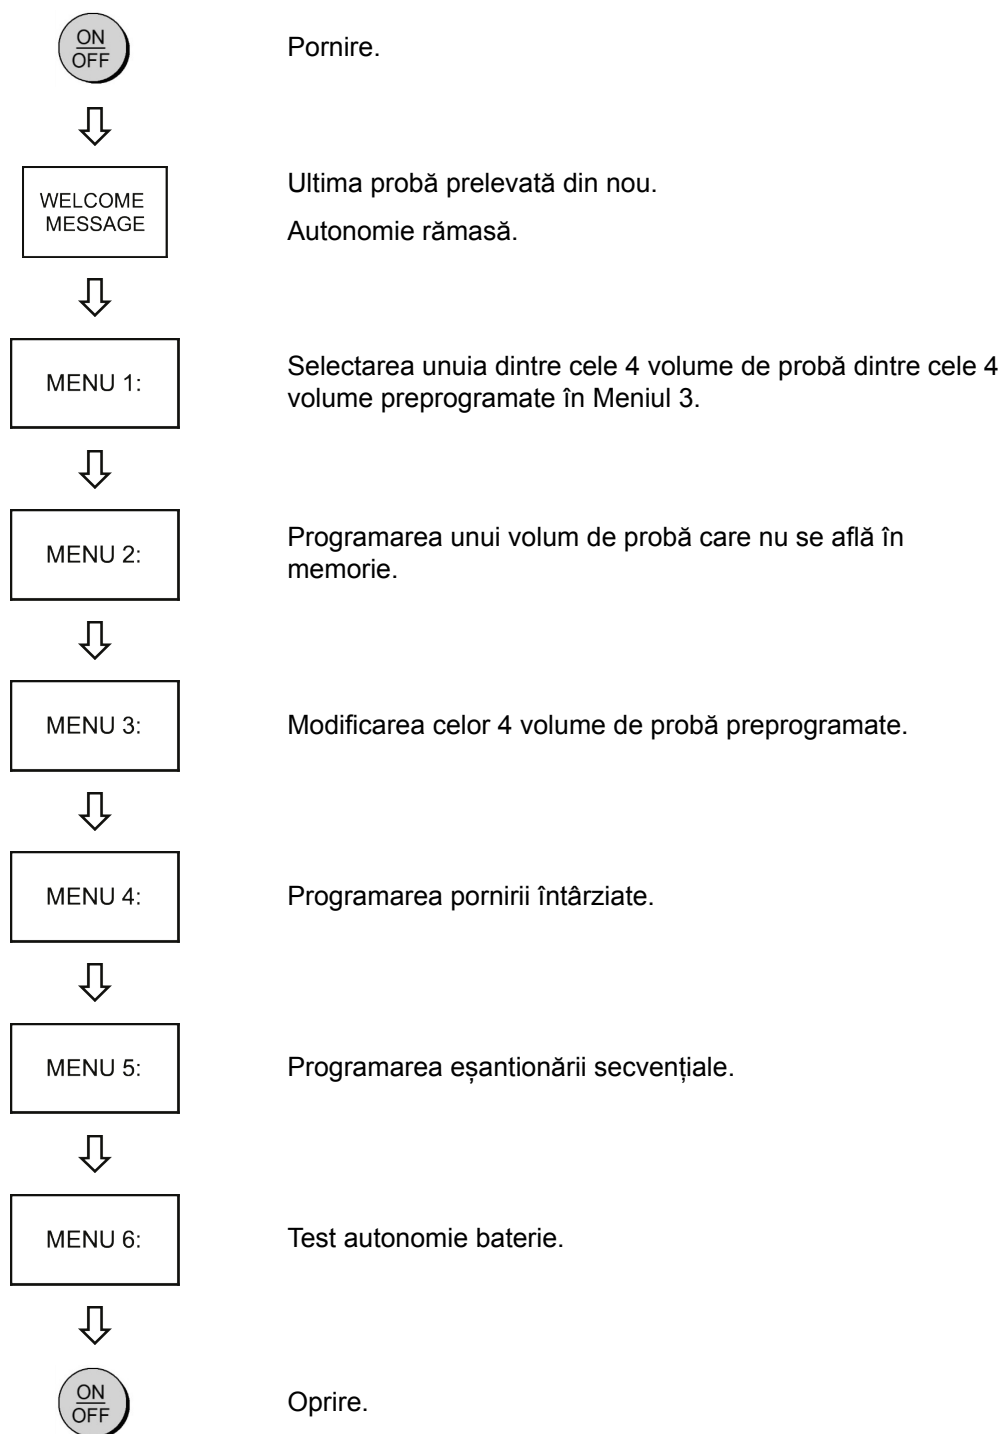 ON
OFF
Pornire.
WELCOME
MESSAGE
Ultima probă prelevată din nou.
Autonomie rămasă.
MENU 1:
Selectarea unuia dintre cele 4 volume de probă dintre cele 4
volume preprogramate în Meniul 3.
MENU 2:
Programarea unui volum de probă care nu se află în
memorie.
MENU 3:
Modificarea celor 4 volume de probă preprogramate.
MENU 4:
Programarea pornirii întârziate.
MENU 5:
Programarea eșantionării secvențiale.
MENU 6:
Test autonomie baterie.
ON
OFF
Oprire.